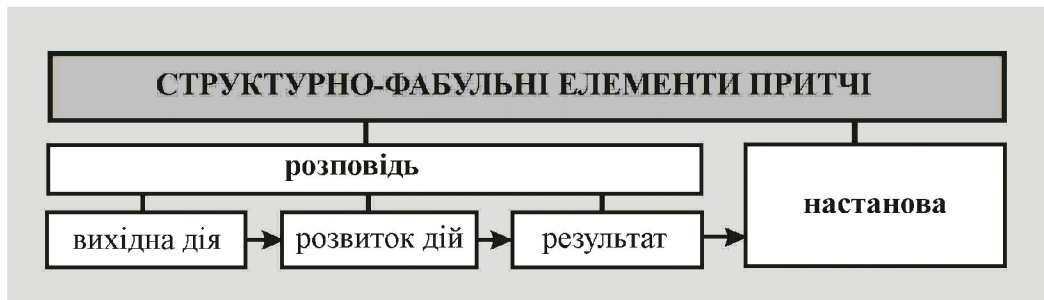 СТРУКТУРНО-ФАБУЛЬНІ ЕЛЕМЕНТИ ПРИТЧІ
розповідь
настанова
вихідна дія
розвиток дій
результат